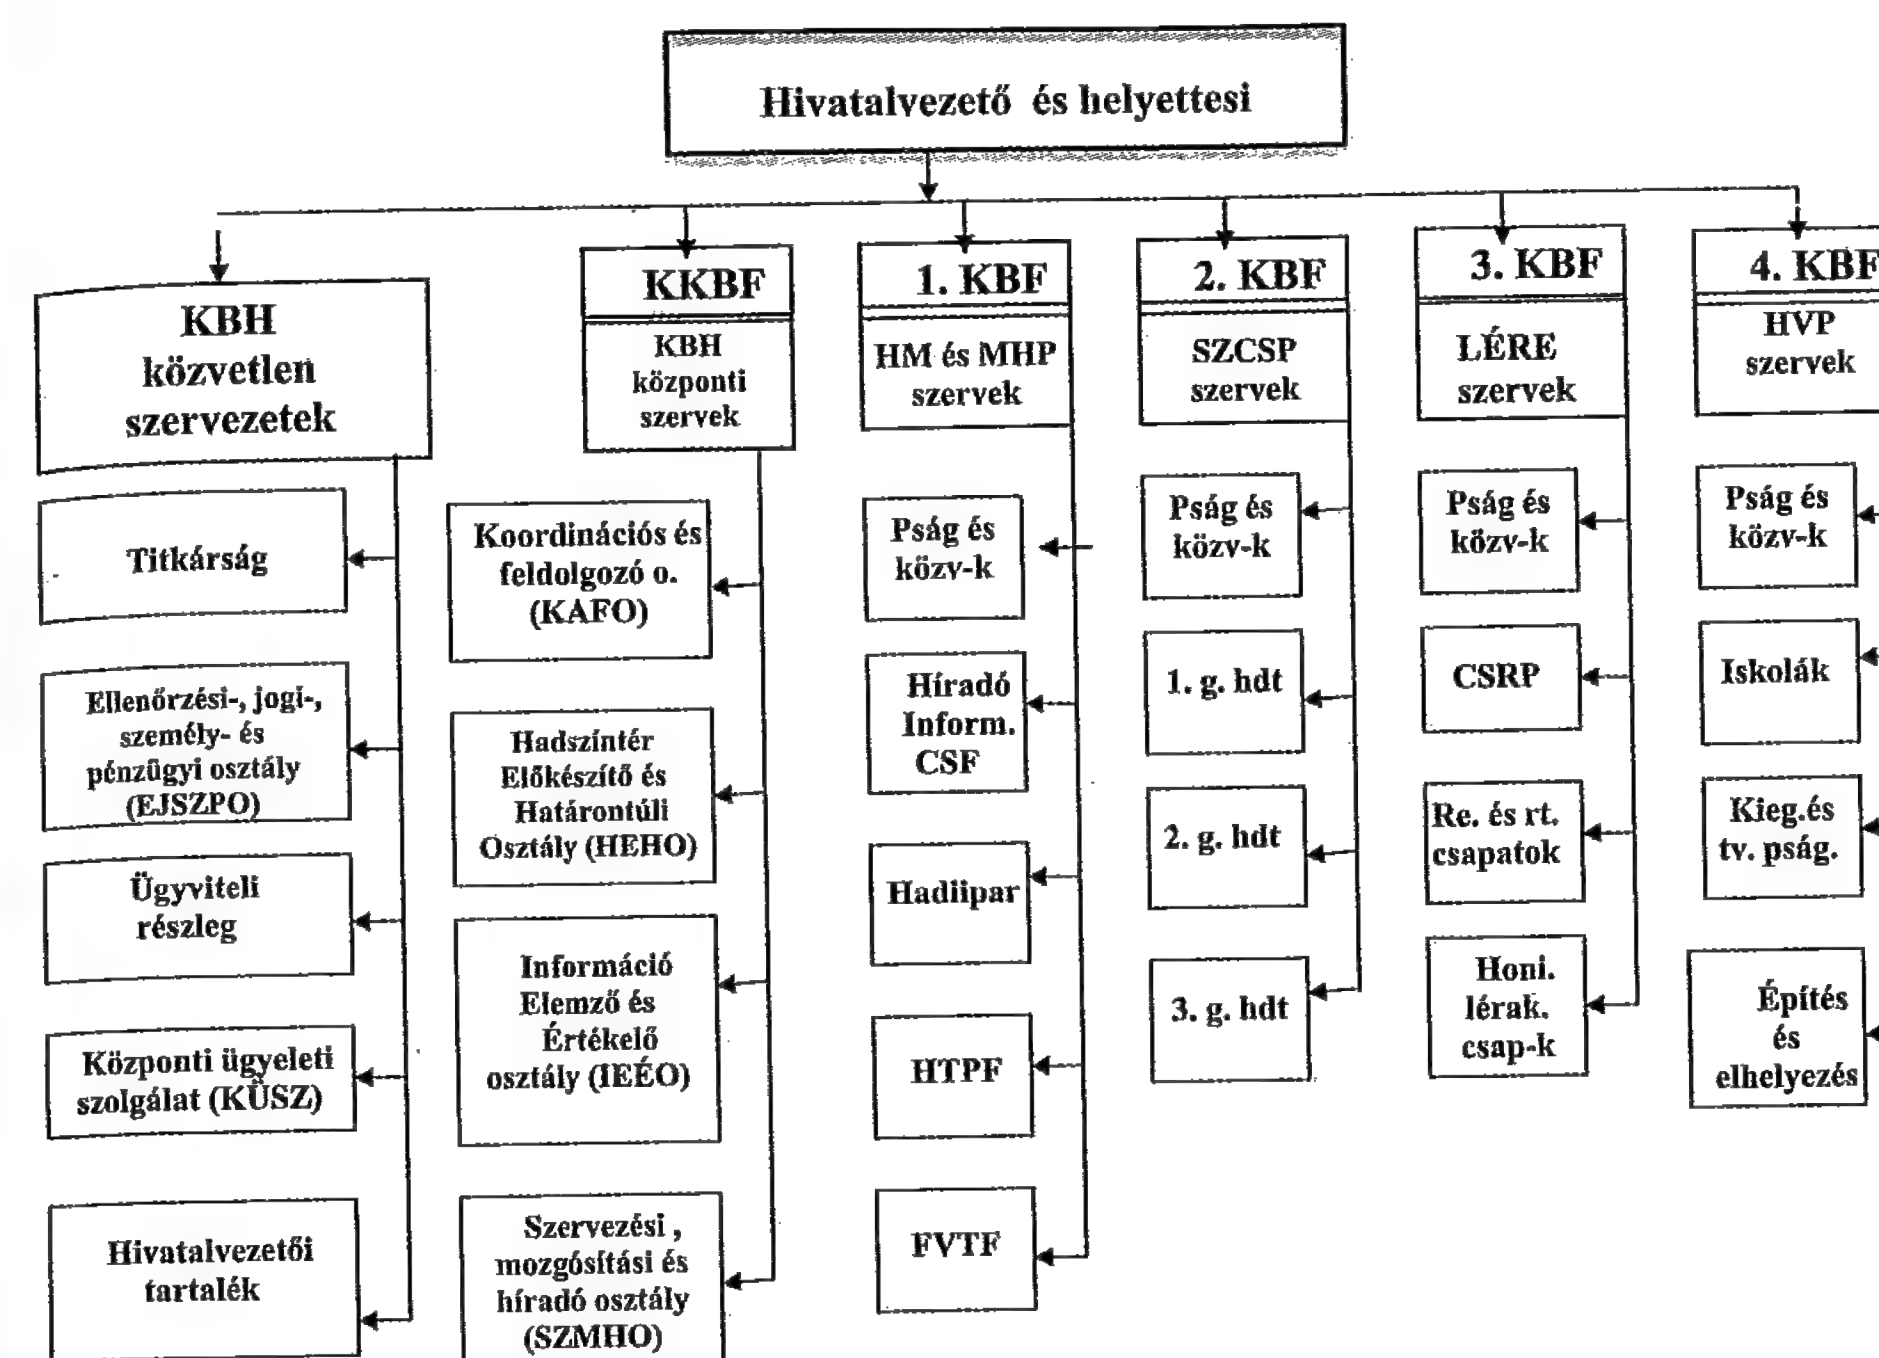 Hivatalvezető és helyettesi
KBH
közvetlen
szervezetek
Titkárság
Ellenőrzési-, jogi-,
személy- és
pénzügyi osztály
(EJSZPO)
Ügyviteli
részleg
Központi ügyeleti
szolgálat (KÜSZ)
Hivatalvezetői
tartalék
KKBF
KBH
központi
szervek
Koordinációs és
feldolgozó o.
(KAFO)
Hadszíntér
Előkészítő és
Határontúli
Osztály (HEHO)
Információ
Elemző és
Értékelő
osztály (IEÉO)
Szervezési ,
mozgósítási és
híradó osztály
(SZMHO)
1. KBF
HM és MHP
szervek
Pság és
közv-k
Híradó
Inform.
CSF
Hadiipar
HTPF
FVTF
2. KBF
SZCSP
szervek
Pság és
közv-k
1. g. hdt
2. g. hdt
3. g. hdt
3. KBF
LÉRE
szervek
Pság és
közv-k
CSRP
Re. és rt.
csapatok
Honi.
lérak.
csap-k
4. KBF
HVP
szervek
Pság és
közv-k
Iskolák
Kieg.és
tv. pság.
Építés
és
elhelyezés